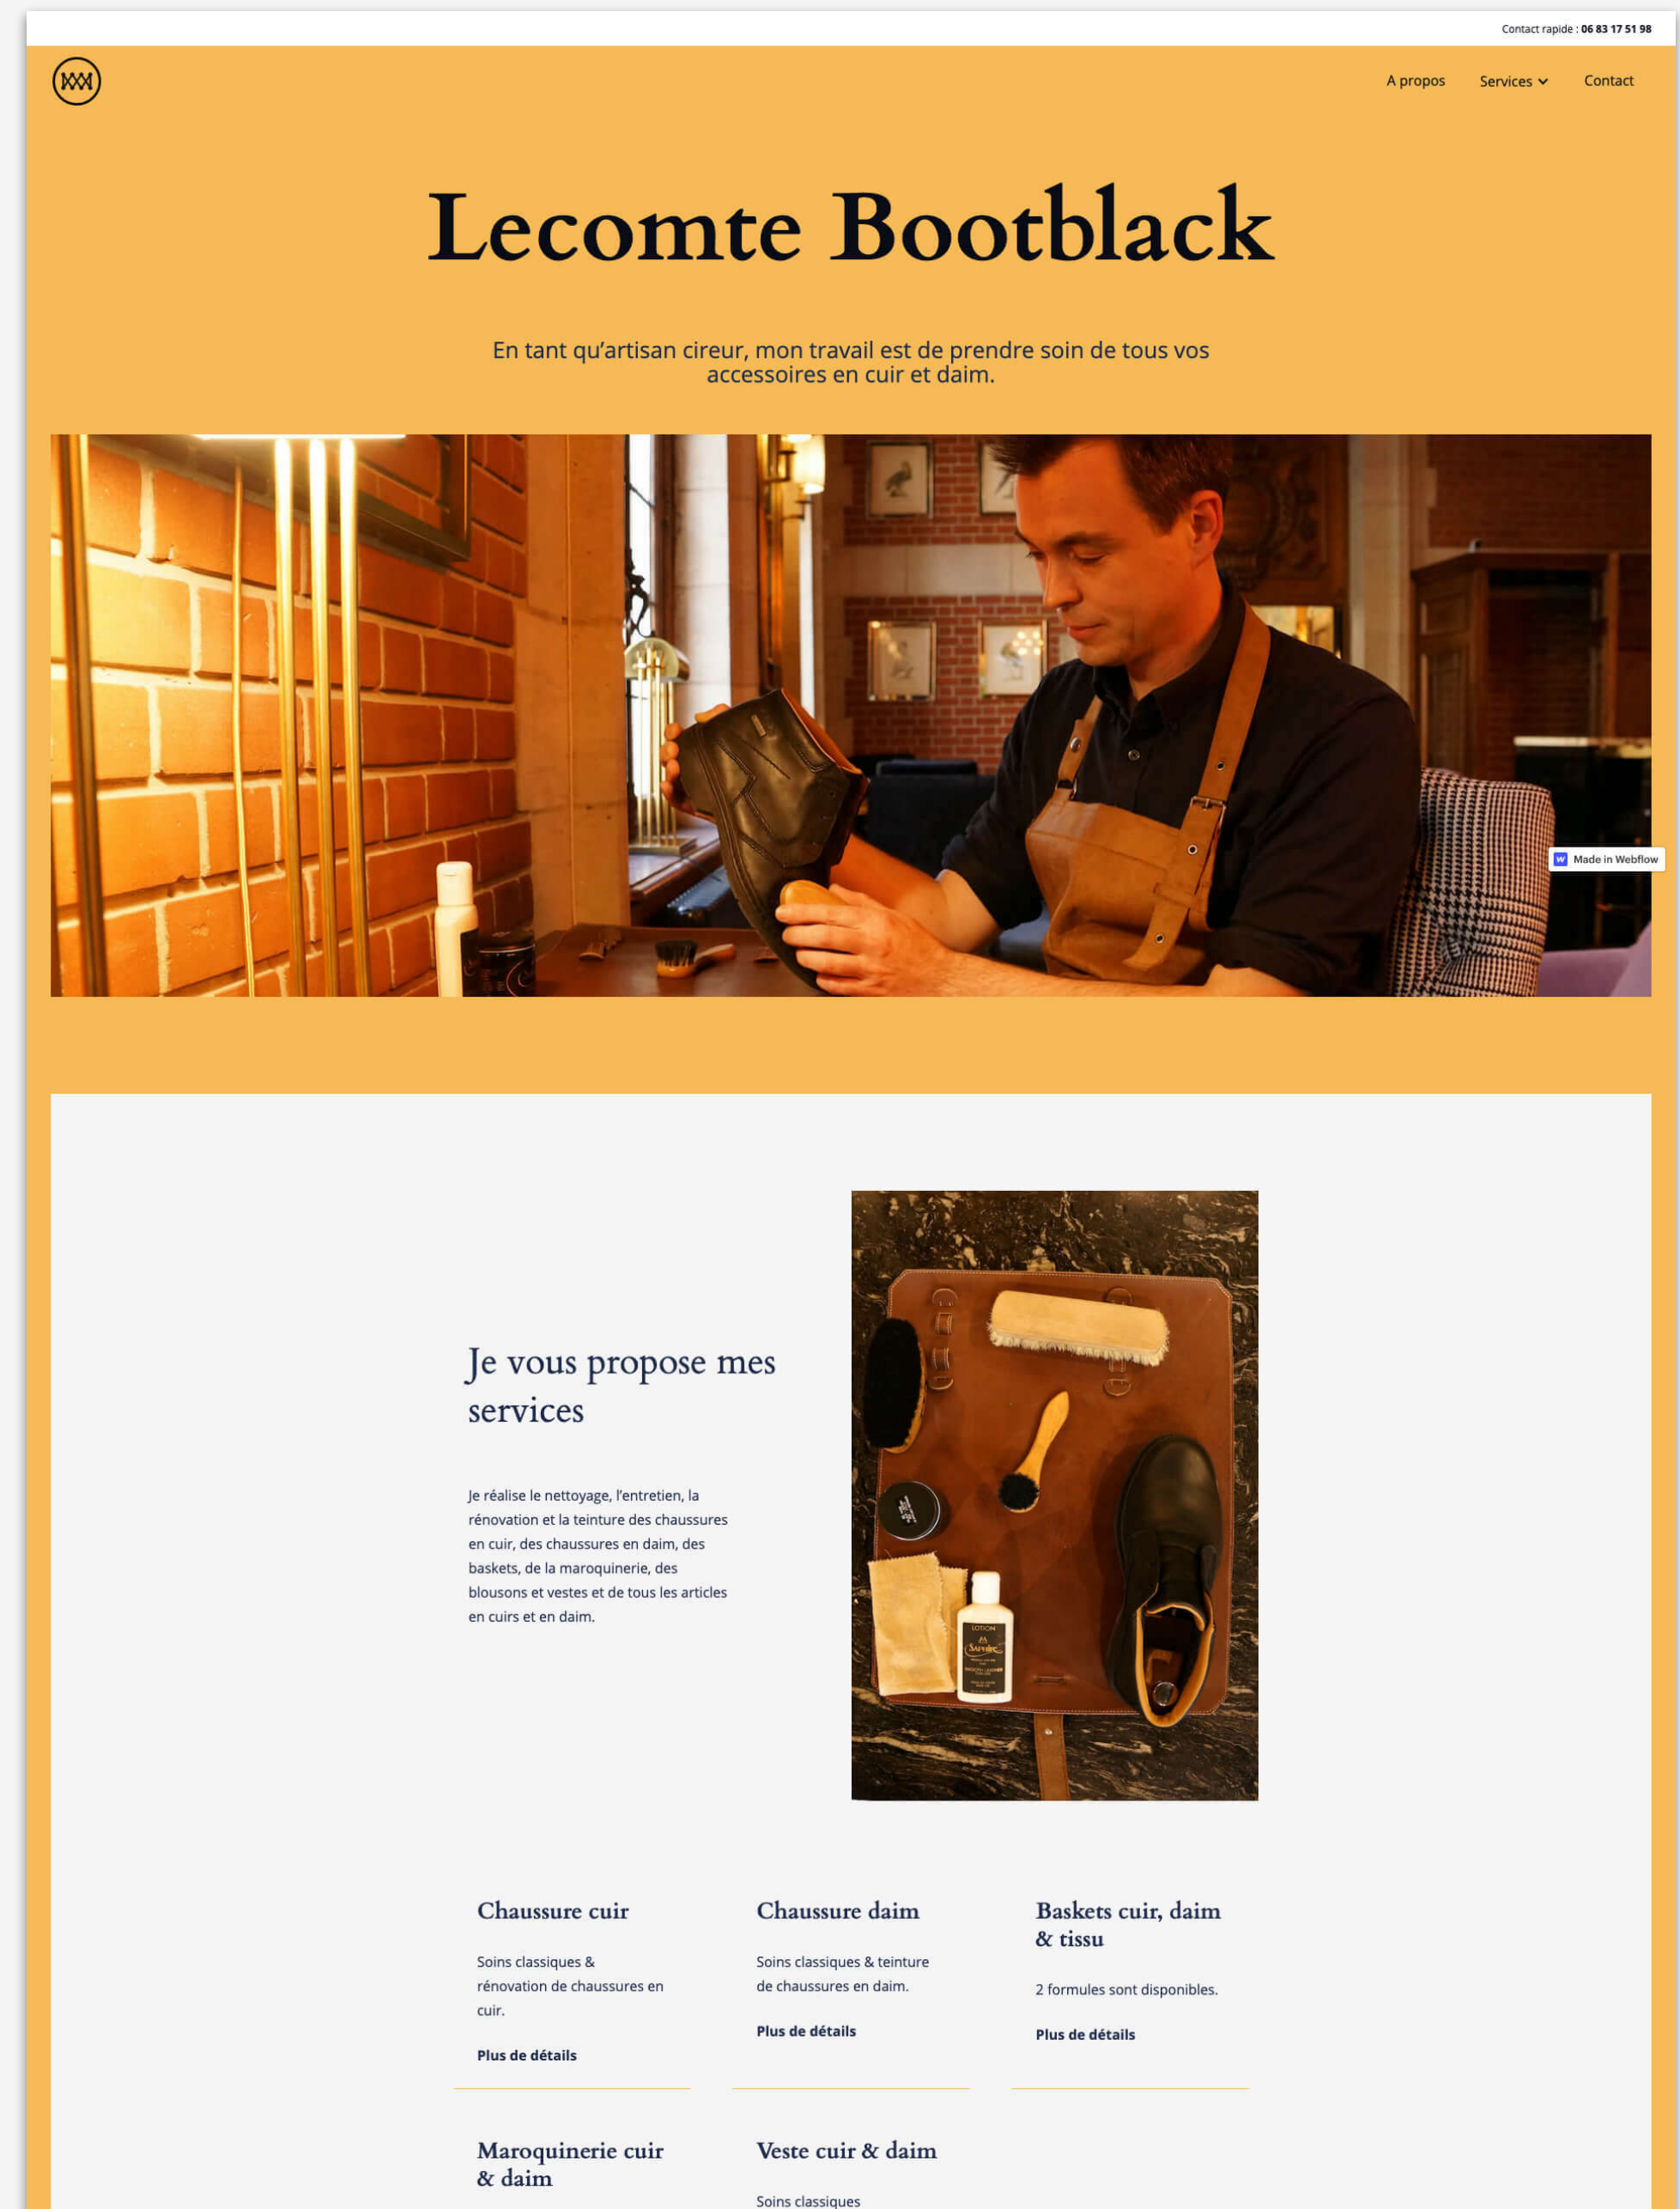 Contact rapide : 06 83 17 51 98
A propos Services Contact
Lecomte Bootblack
En tant qu’artisan cireur, mon travail est de prendre soin de tous vos
accessoires en cuir et daim.
Made in Webflow
Je vous propose mes
services
Je réalise le nettoyage, l’entretien, la
rénovation et la teinture des chaussures
en cuir, des chaussures en daim, des
baskets, de la maroquinerie, des
blousons et vestes et de tous les articles
en cuirs et en daim.
LOTION
SAPHIR
Chaussure cuir
Soins classiques &
rénovation de chaussures en
cuir.
Plus de détails
Chaussure daim
Soins classiques & teinture
de chaussures en daim.
Plus de détails
Baskets cuir, daim
& tissu
2 formules sont disponibles.
Plus de détails
Maroquinerie cuir
& daim
Veste cuir & daim
Soins classiques